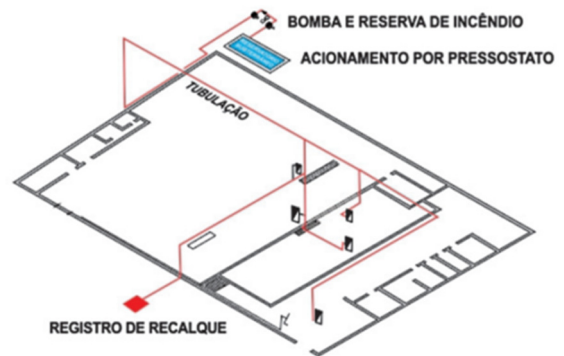 BOMBA E RESERVA DE INCÊNDIO
ACIONAMENTO POR PRESSOSTATO
TUBULAÇÃO
REGISTRO DE RECALQUE